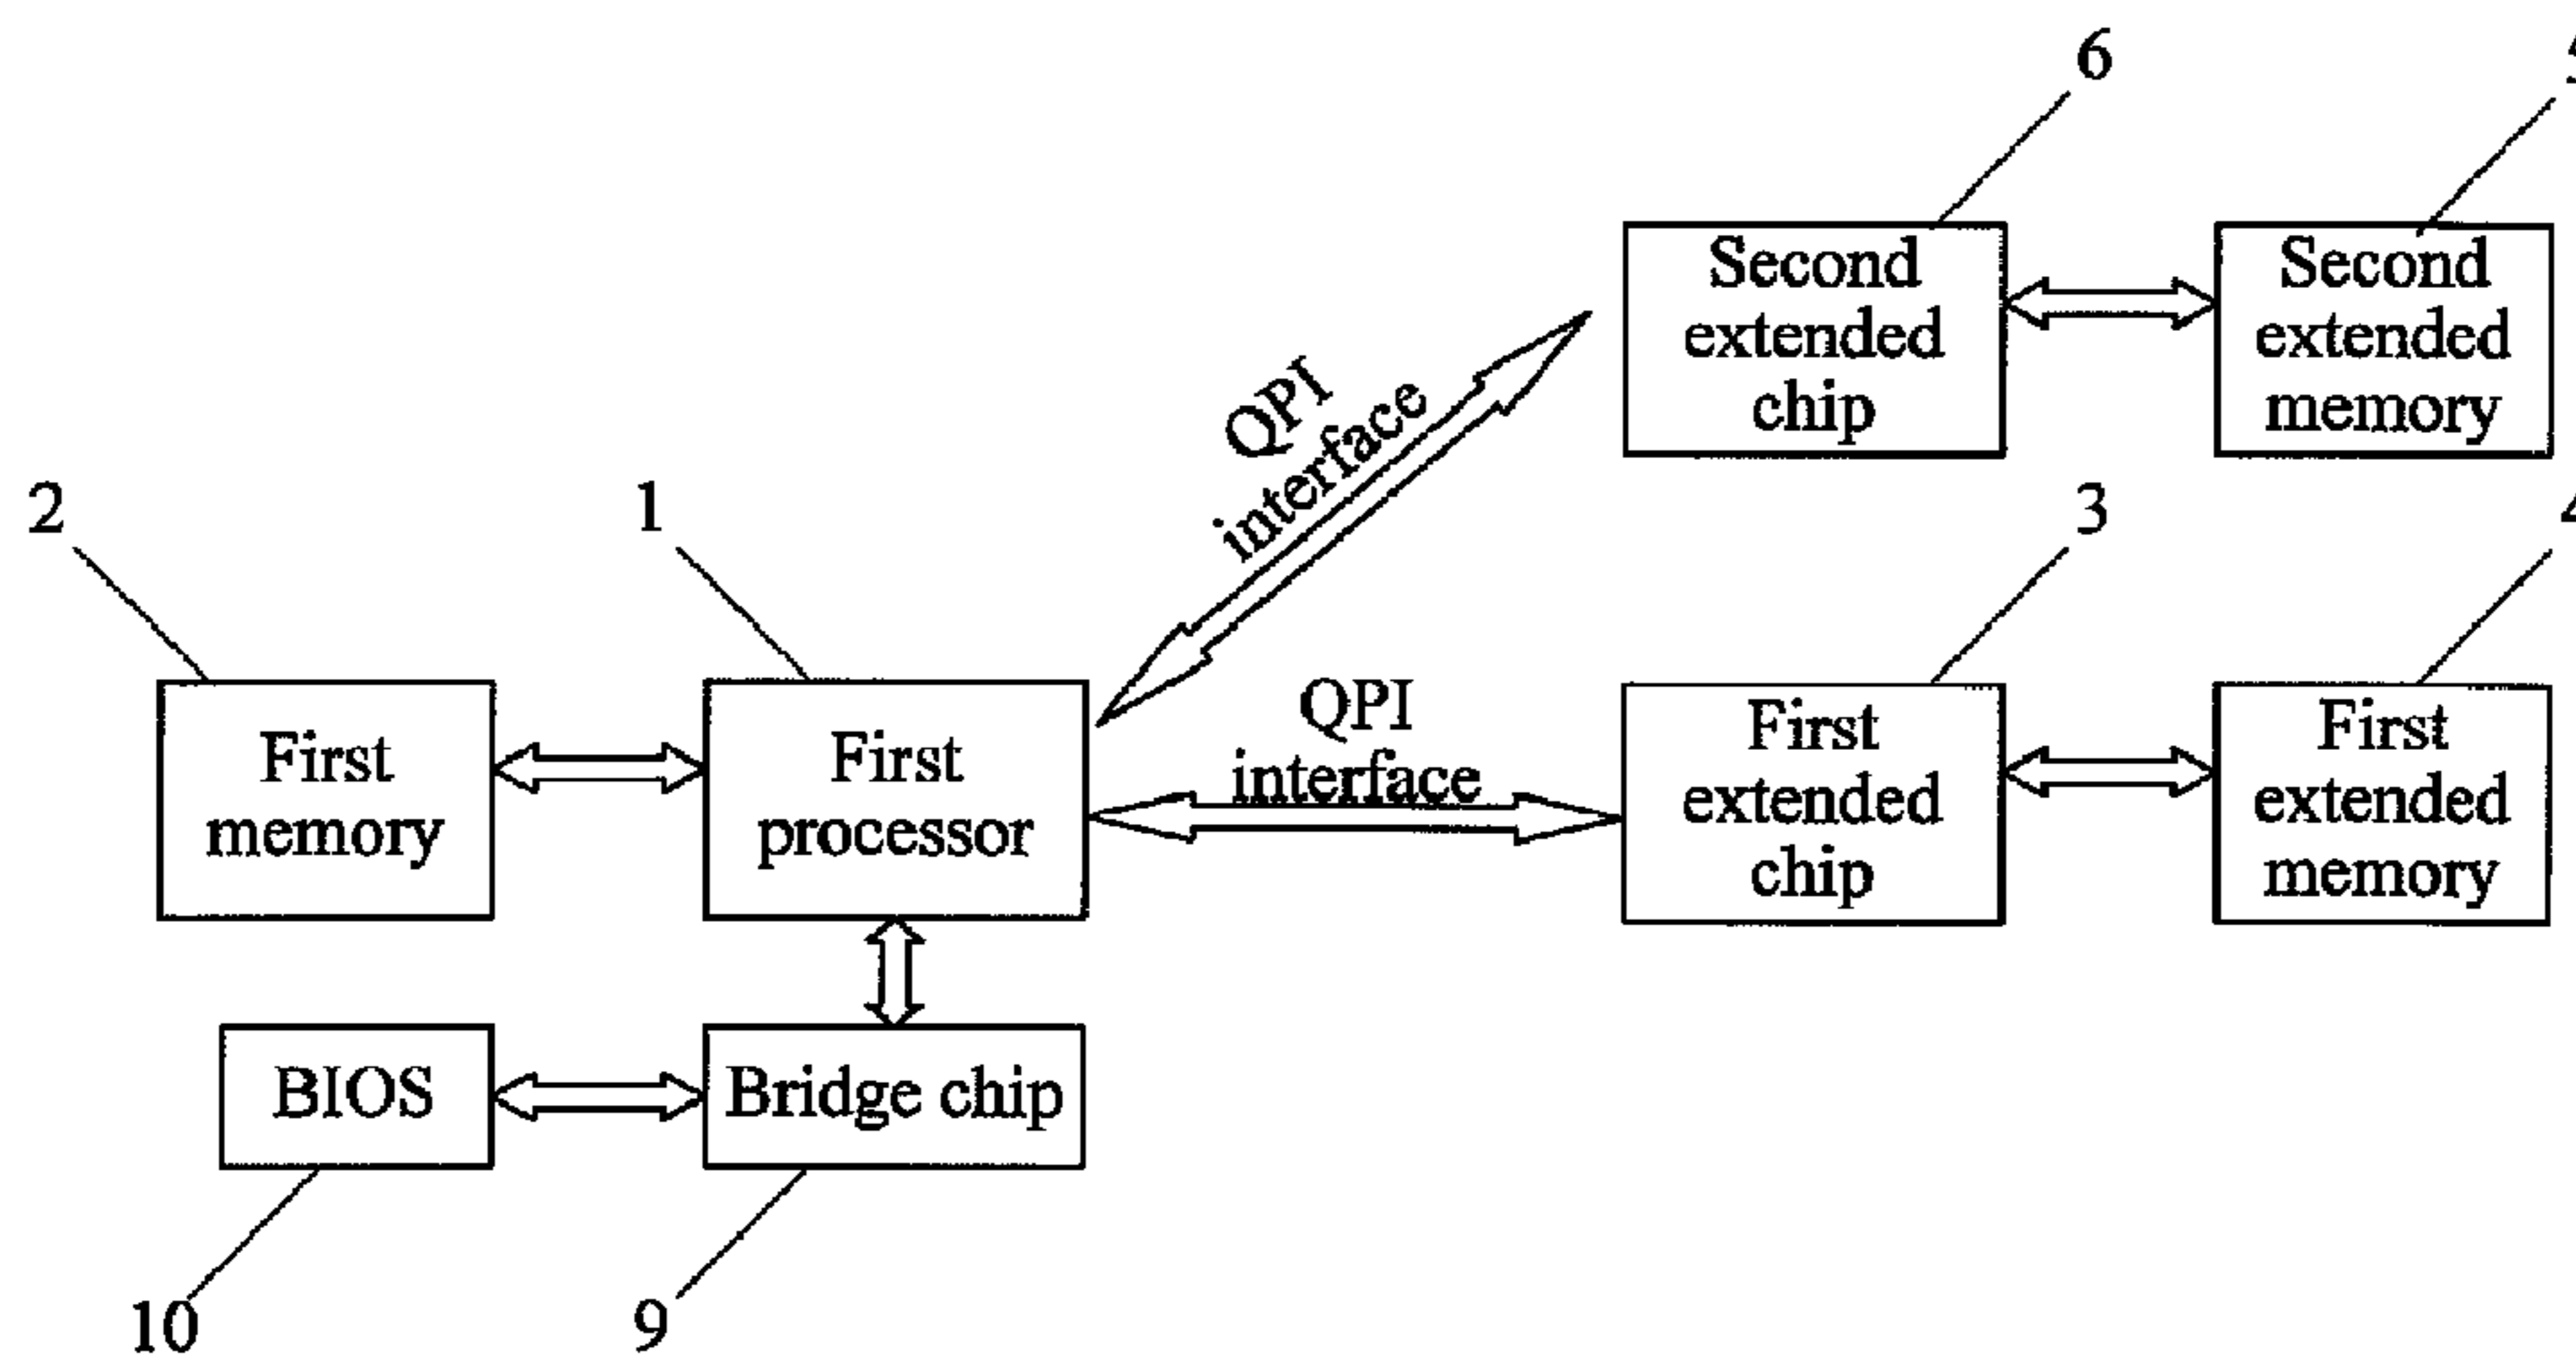 6
5
Second
extended
chip
Second
extended
memory
QPI
interface
2
1
3
4
First
memory
First
processor
QPI
interface
First
extended
chip
First
extended
memory
BIOS
Bridge chip
10
9